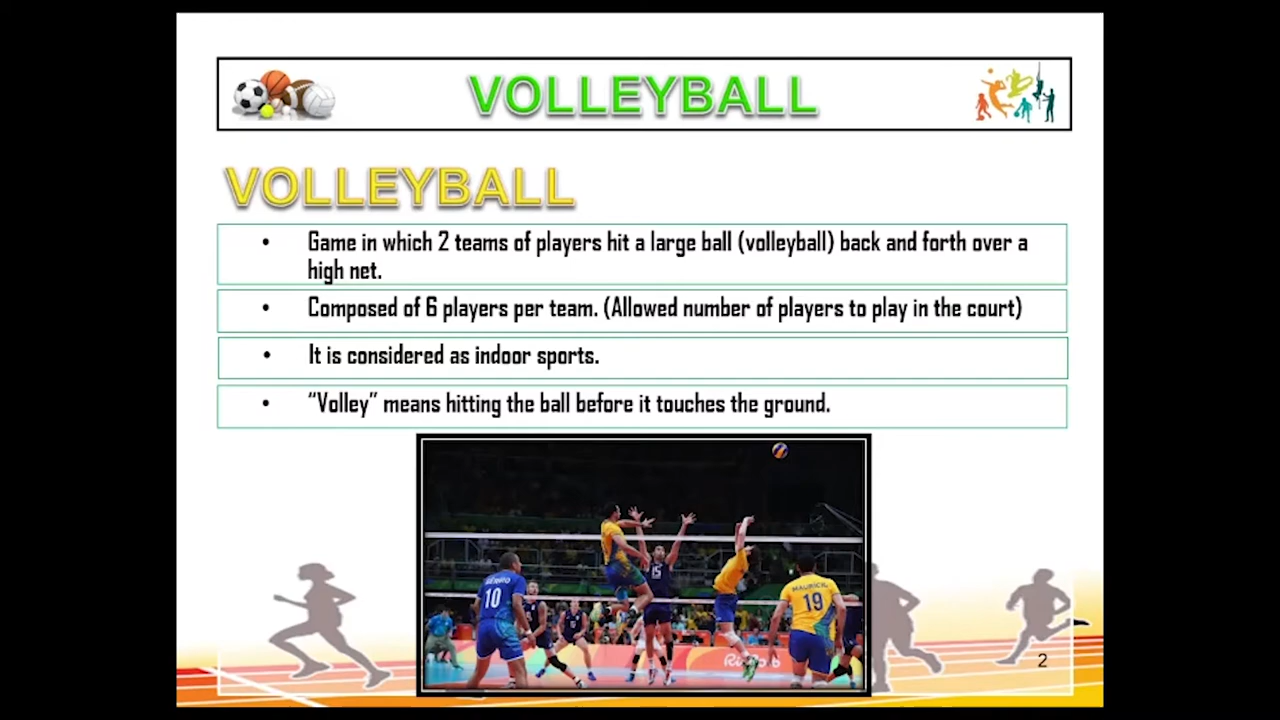 VOLLEYBALL
VOLLEYBALL
• Game in which 2 teams of players hit a large ball (volleyball) back and forth over a
high net.
• Composed of 6 players per team. (Allowed number of players to play in the court)
• It is considered as indoor sports.
• “Volley” means hitting the ball before it touches the ground.
15
SERGIO
10
MAURICIO
19
2